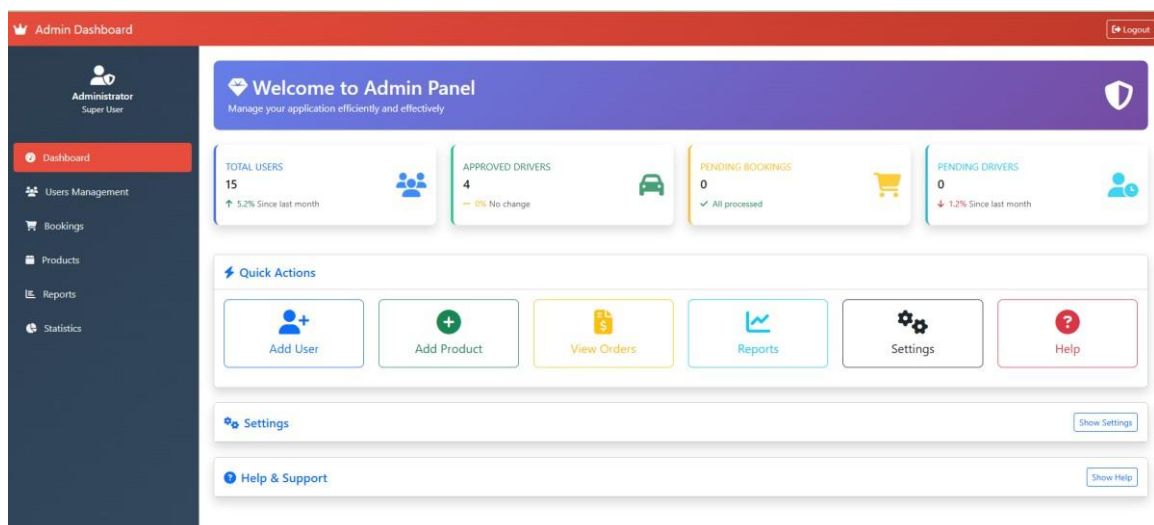 Admin Dashboard
Logout
Administrator
Super User
Dashboard
Users Management
Bookings
Products
Reports
Statistics
Welcome to Admin Panel
Manage your application efficiently and effectively
TOTAL USERS
15
5.2% Since last month
APPROVED DRIVERS
4
0% No change
PENDING BOOKINGS
0
All processed
PENDING DRIVERS
0
1.2% Since last month
Quick Actions
Add User
Add Product
View Orders
Reports
Settings
Help
Settings
Show Settings
Help & Support
Show Help